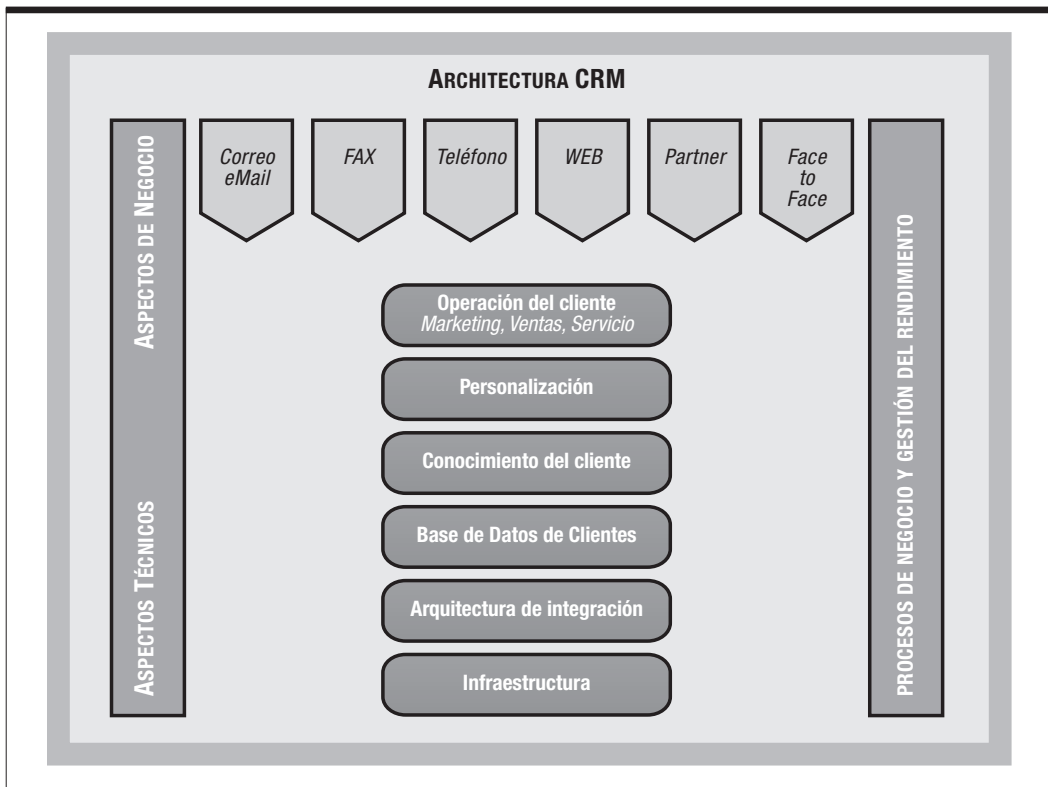 ARCHITECTURA CRM
ASPECTOS DE NEGOCIO
ASPECTOS TÉCNICOS
Correo
eMail
FAX
Teléfono
WEB
Partner
Face
to
Face
Operación del cliente
Marketing, Ventas, Servicio
Personalización
Conocimiento del cliente
Base de Datos de Clientes
Arquitectura de integración
Infraestructura
PROCESOS DE NEGOCIO Y GESTIÓN DEL RENDIMIENTO